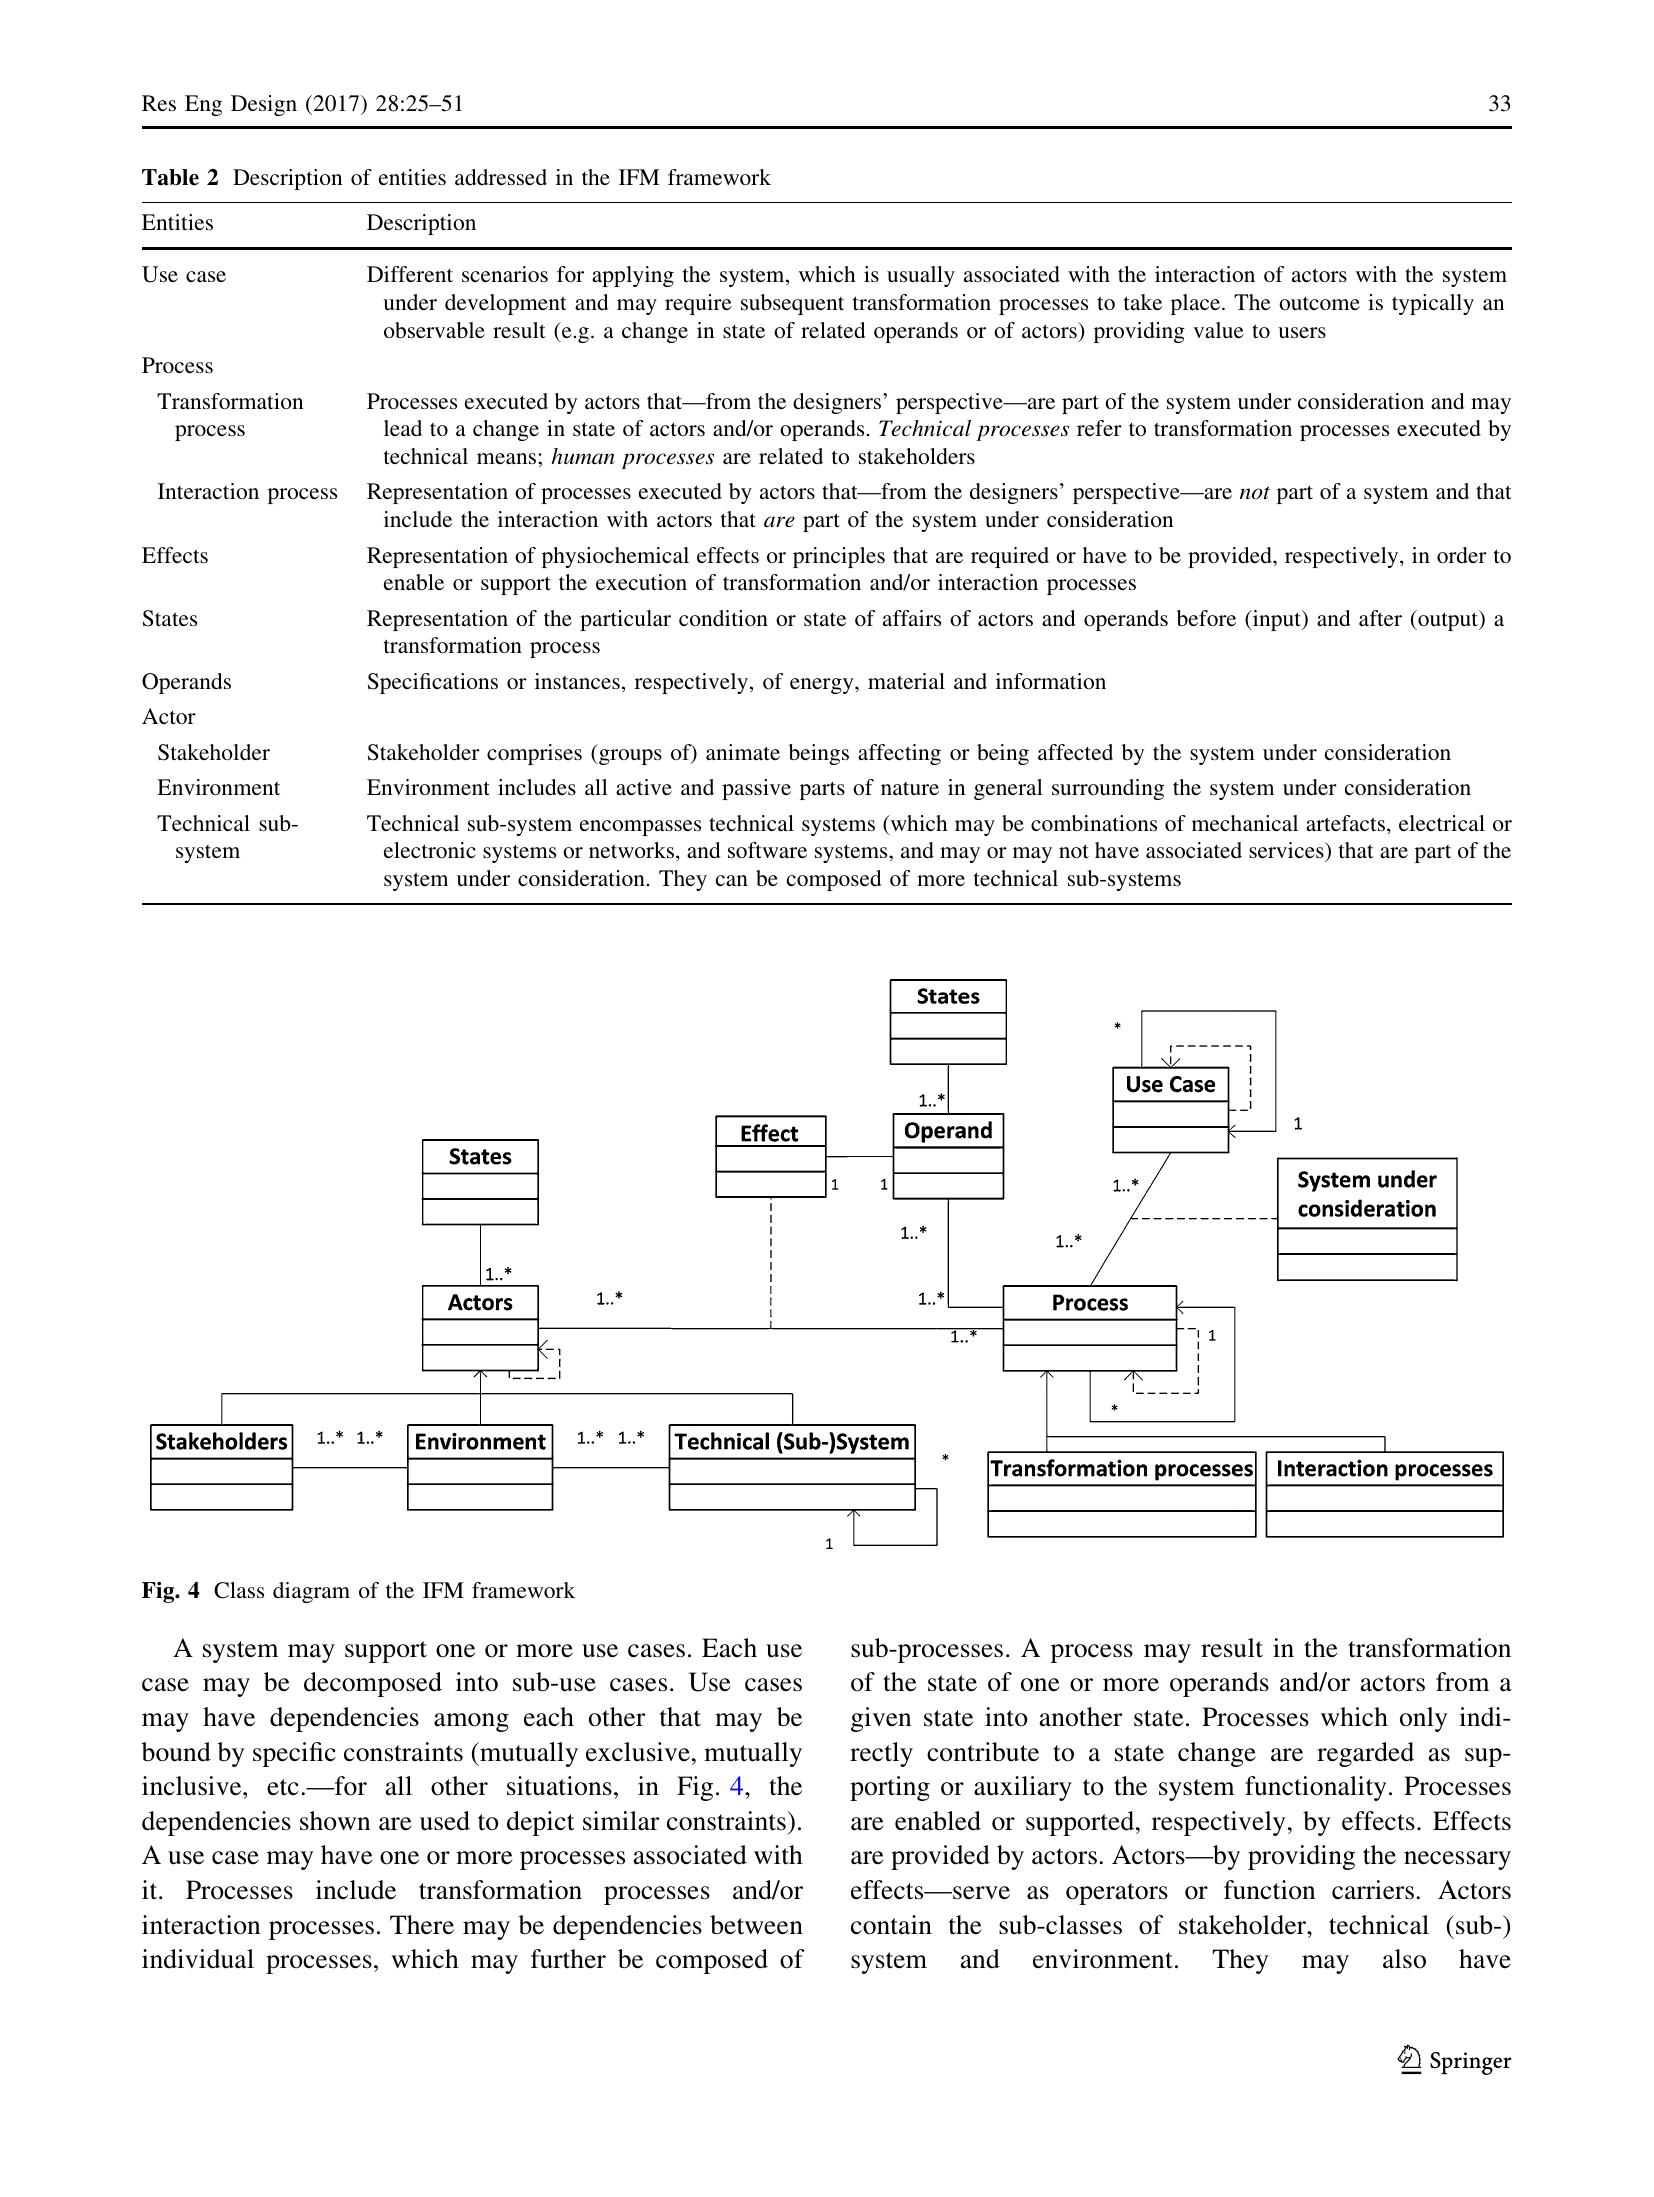 Res Eng Design (2017) 28:25–51
33
Table 2 Description of entities addressed in the IFM framework
Entities Description
Use case Different scenarios for applying the system, which is usually associated with the interaction of actors with the system
under development and may require subsequent transformation processes to take place. The outcome is typically an
observable result (e.g. a change in state of related operands or of actors) providing value to users
Process
Transformation Processes executed by actors that—from the designers’ perspective—are part of the system under consideration and may
process lead to a change in state of actors and/or operands. Technical processes refer to transformation processes executed by
technical means; human processes are related to stakeholders
Interaction process Representation of processes executed by actors that—from the designers’ perspective—are not part of a system and that
include the interaction with actors that are part of the system under consideration
Effects Representation of physiochemical effects or principles that are required or have to be provided, respectively, in order to
enable or support the execution of transformation and/or interaction processes
States Representation of the particular condition or state of affairs of actors and operands before (input) and after (output) a
transformation process
Operands Specifications or instances, respectively, of energy, material and information
Actor
Stakeholder Stakeholder comprises (groups of) animate beings affecting or being affected by the system under consideration
Environment Environment includes all active and passive parts of nature in general surrounding the system under consideration
Technical sub- Technical sub-system encompasses technical systems (which may be combinations of mechanical artefacts, electrical or
system electronic systems or networks, and software systems, and may or may not have associated services) that are part of the
system under consideration. They can be composed of more technical sub-systems
States
*
Use Case
1..*
Effect
Operand
1
States
1 1
1..*
System under
consideration
1..*
1..*
1..*
Actors
1..*
1..*
Process
1..*
1
*
Stakeholders
1..* 1..*
Environment
1..* 1..*
Technical (Sub-)System
*
1
Transformation processes
Interaction processes
Fig. 4 Class diagram of the IFM framework
A system may support one or more use cases. Each use
case may be decomposed into sub-use cases. Use cases
may have dependencies among each other that may be
bound by specific constraints (mutually exclusive, mutually
inclusive, etc.—for all other situations, in Fig. 4, the
dependencies shown are used to depict similar constraints).
A use case may have one or more processes associated with
it. Processes include transformation processes and/or
interaction processes. There may be dependencies between
individual processes, which may further be composed of
sub-processes. A process may result in the transformation
of the state of one or more operands and/or actors from a
given state into another state. Processes which only indi-
rectly contribute to a state change are regarded as sup-
porting or auxiliary to the system functionality. Processes
are enabled or supported, respectively, by effects. Effects
are provided by actors. Actors—by providing the necessary
effects—serve as operators or function carriers. Actors
contain the sub-classes of stakeholder, technical (sub-)
system and environment. They may also have
Springer